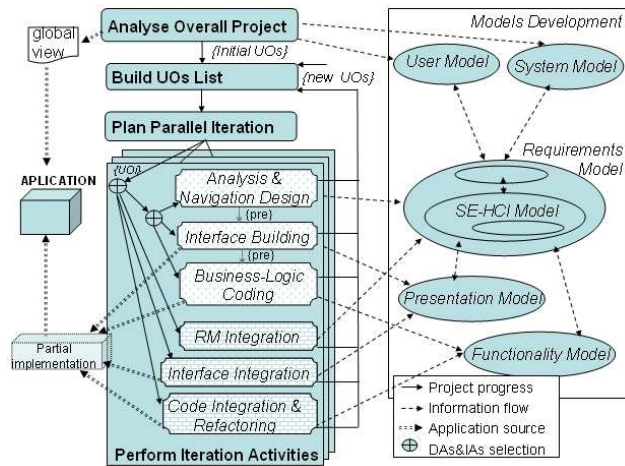 Analyse Overall Project
global
view
{Initial UOs}
Build UOs List
{new UOs}
Plan Parallel Iteration
{UOi}
APLICATION
Analysis &
Navigation Design
(pre)
Interface Building
(pre)
Business-Logic
Coding
RM Integration
Partial
implementation
Interface Integration
Code Integration &
Refactoring
Perform Iteration Activities
Models Development
User Model
System Model
Requirements
Model
SE-HCI Model
Presentation Model
Functionality Model
Project progress
Information flow
Application source
DAs&IAs selection